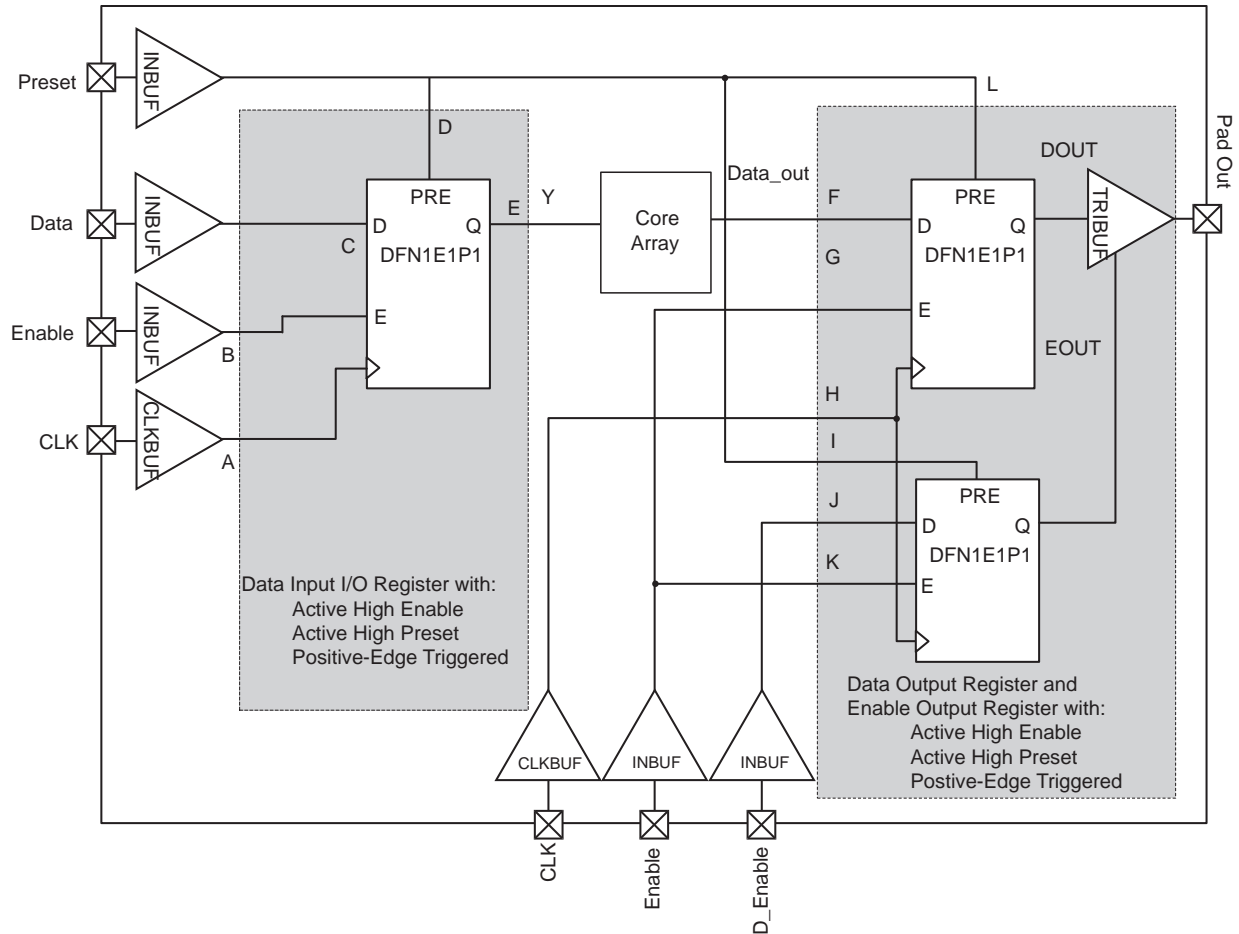 Preset
INBUF
D
L
Pad Out
Data
INBUF
C
PRE
D
Q
DFN1E1P1
E
E
Y
Core
Array
Data_out
F
G
PRE
D
Q
DFN1E1P1
E
DOUT
TRIBUF
EOUT
Enable
INBUF
B
CLK
CLKBUF
A
H
I
J
K
PRE
D
Q
DFN1E1P1
E
Data Input I/O Register with:
Active High Enable
Active High Preset
Positive-Edge Triggered
Data Output Register and
Enable Output Register with:
Active High Enable
Active High Preset
Postive-Edge Triggered
CLKBUF
INBUF
INBUF
CLK
Enable
D_Enable